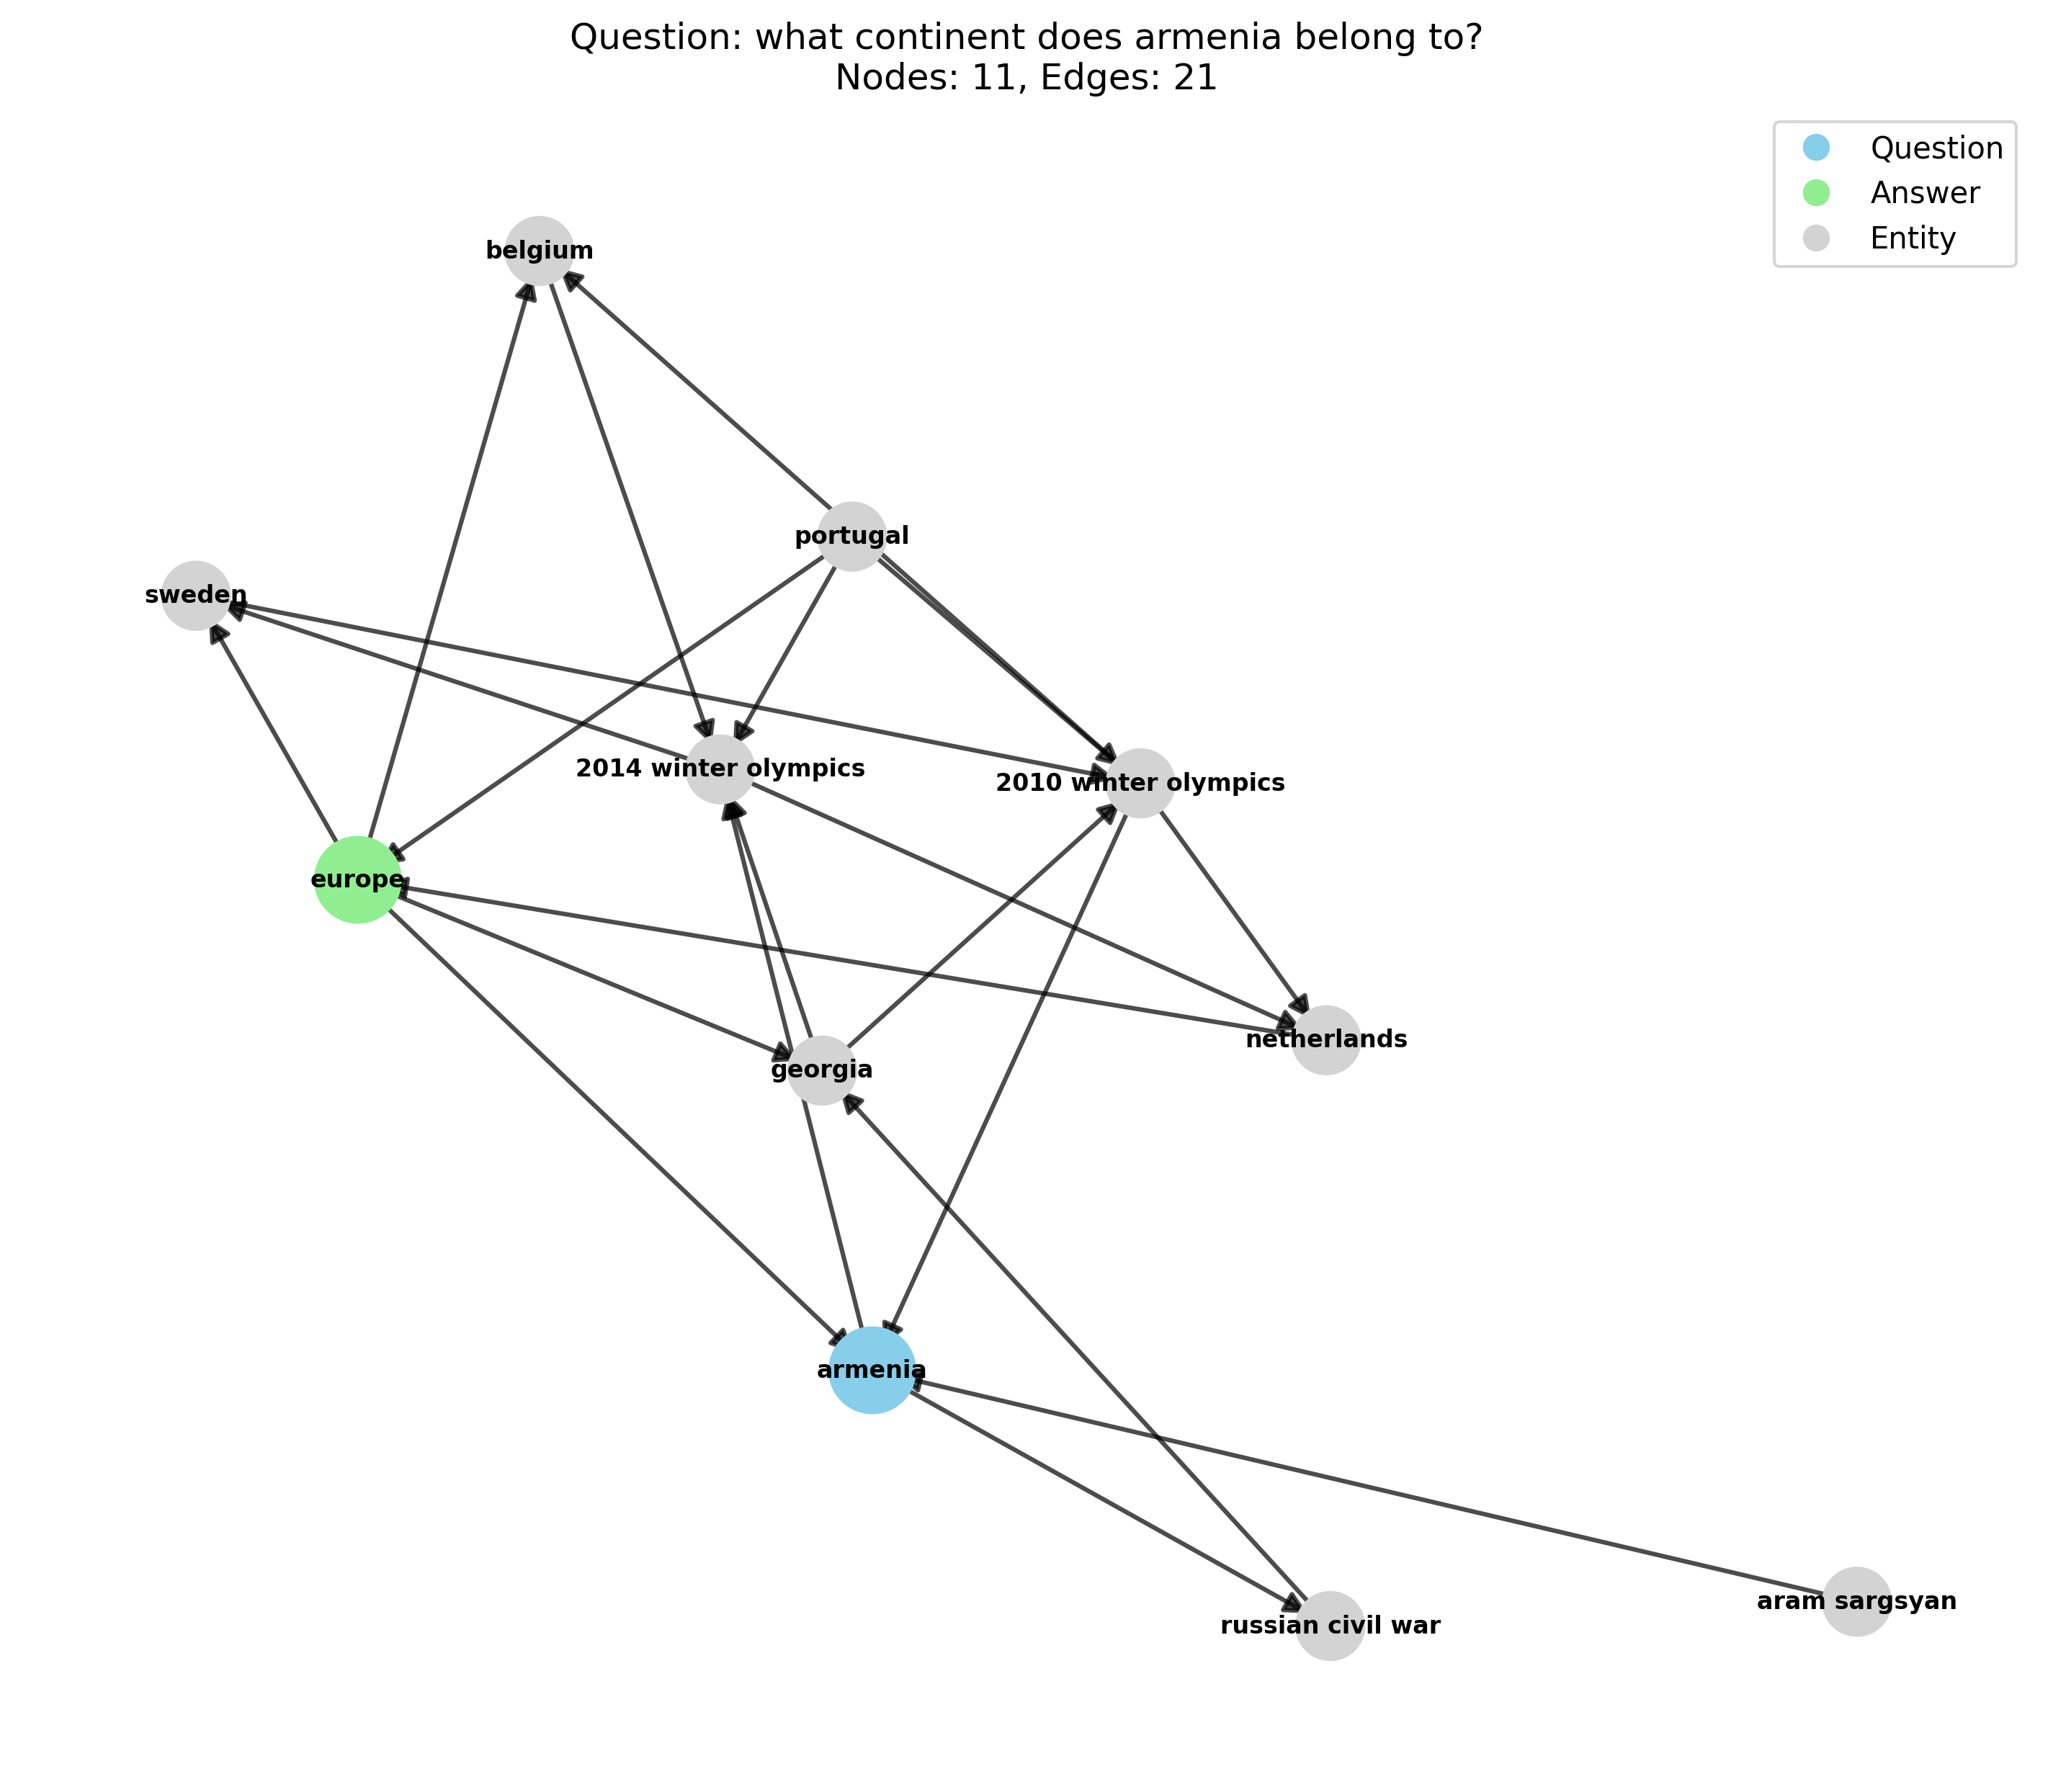 Question: what continent does armenia belong to?
Nodes: 11, Edges: 21
Question
Answer
Entity
belgium
portugal
sweden
2014 winter olympics
2010 winter olympics
europe
netherlands
georgia
armenia
aram sargsyan
russian civil war